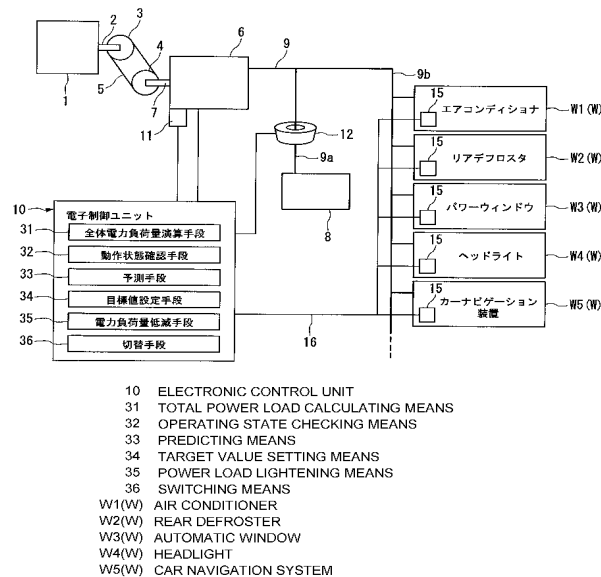 3
2
4
6
9
9b
1
5
7
11
12
9a
8
15
エアコンディショナ
W1(W)
15
リアデフロスタ
W2(W)
15
パワーウィンドウ
W3(W)
15
ヘッドライト
W4(W)
15
カーナビゲーション
装置
W5(W)
16
10
電子制御ユニット
31
全体電力負荷量演算手段
32
動作状態確認手段
33
予測手段
34
目標値設定手段
35
電力負荷量低減手段
36
切替手段
10 ELECTRONIC CONTROL UNIT
31 TOTAL POWER LOAD CALCULATING MEANS
32 OPERATING STATE CHECKING MEANS
33 PREDICTING MEANS
34 TARGET VALUE SETTING MEANS
35 POWER LOAD LIGHTENING MEANS
36 SWITCHING MEANS
W1(W) AIR CONDITIONER
W2(W) REAR DEFROSTER
W3(W) AUTOMATIC WINDOW
W4(W) HEADLIGHT
W5(W) CAR NAVIGATION SYSTEM